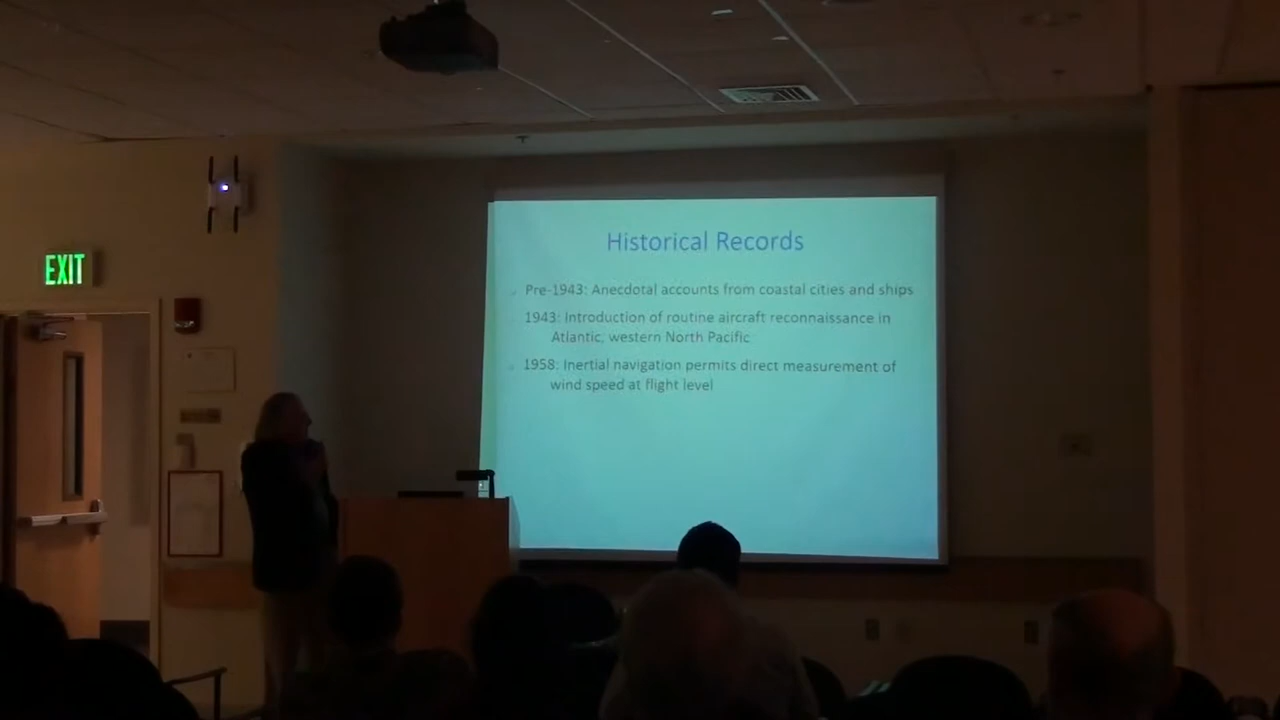 EXIT
Historical Records
Pre-1943: Anecdotal accounts from coastal cities and ships
1943: Introduction of routine aircraft reconnaissance in
Atlantic, western North Pacific
1958: Inertial navigation permits direct measurement of
wind speed at flight level